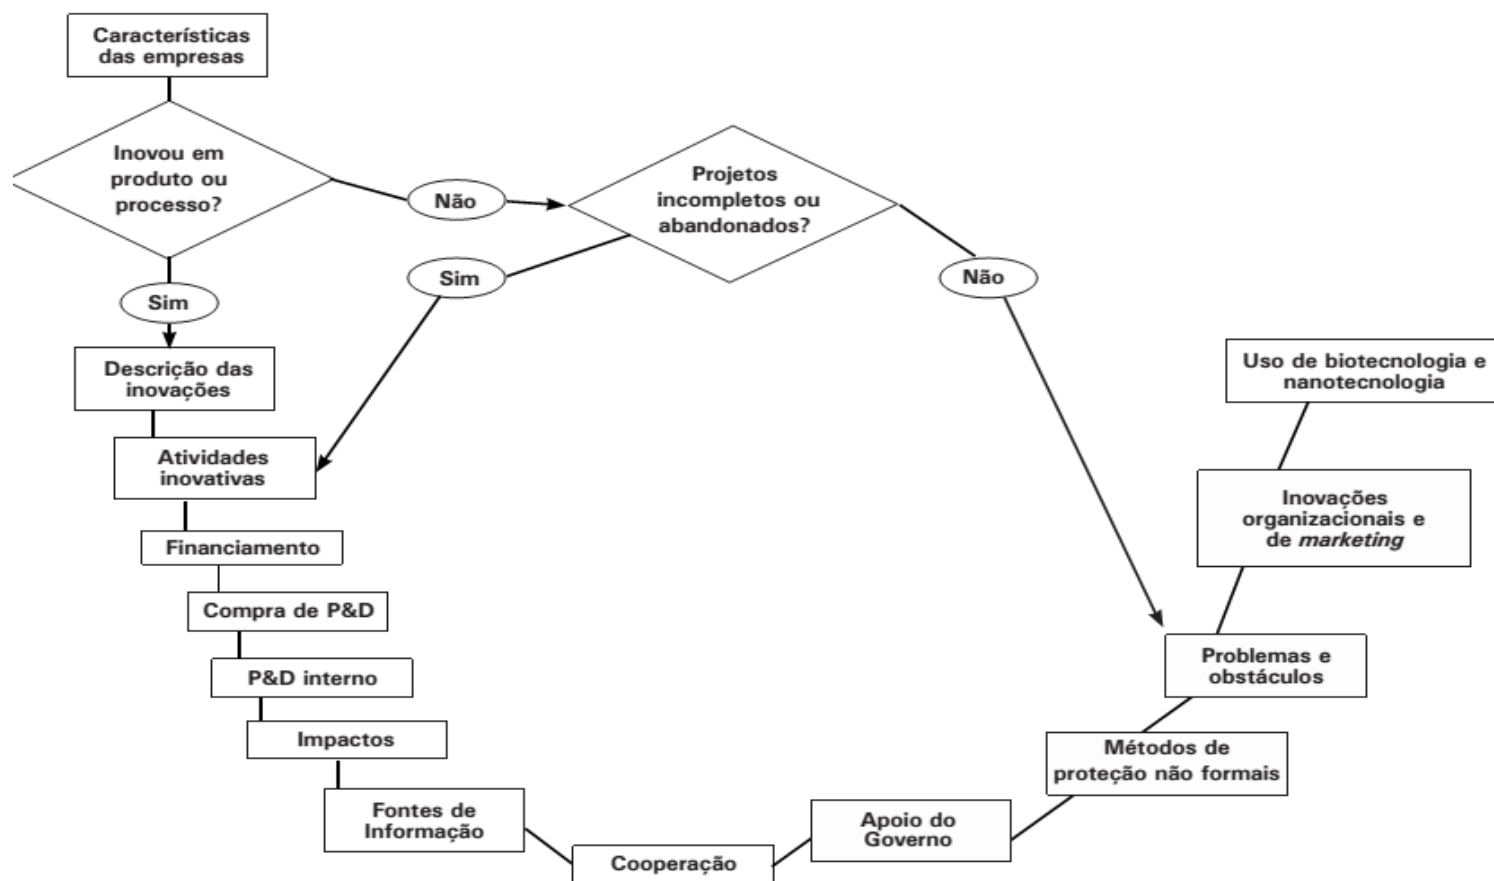 Características
das empresas
Inovou em
produto ou
processo?
Não
Projetos
incompletos ou
abandonados?
Sim
Não
Sim
Descrição das
inovações
Atividades
inovativas
Financiamento
Compra de P&D
P&D interno
Impactos
Fontes de
Informação
Cooperação
Apoio do
Governo
Métodos de
proteção não formais
Problemas e
obstáculos
Inovações
organizacionais e
de marketing
Uso de biotecnologia e
nanotecnologia